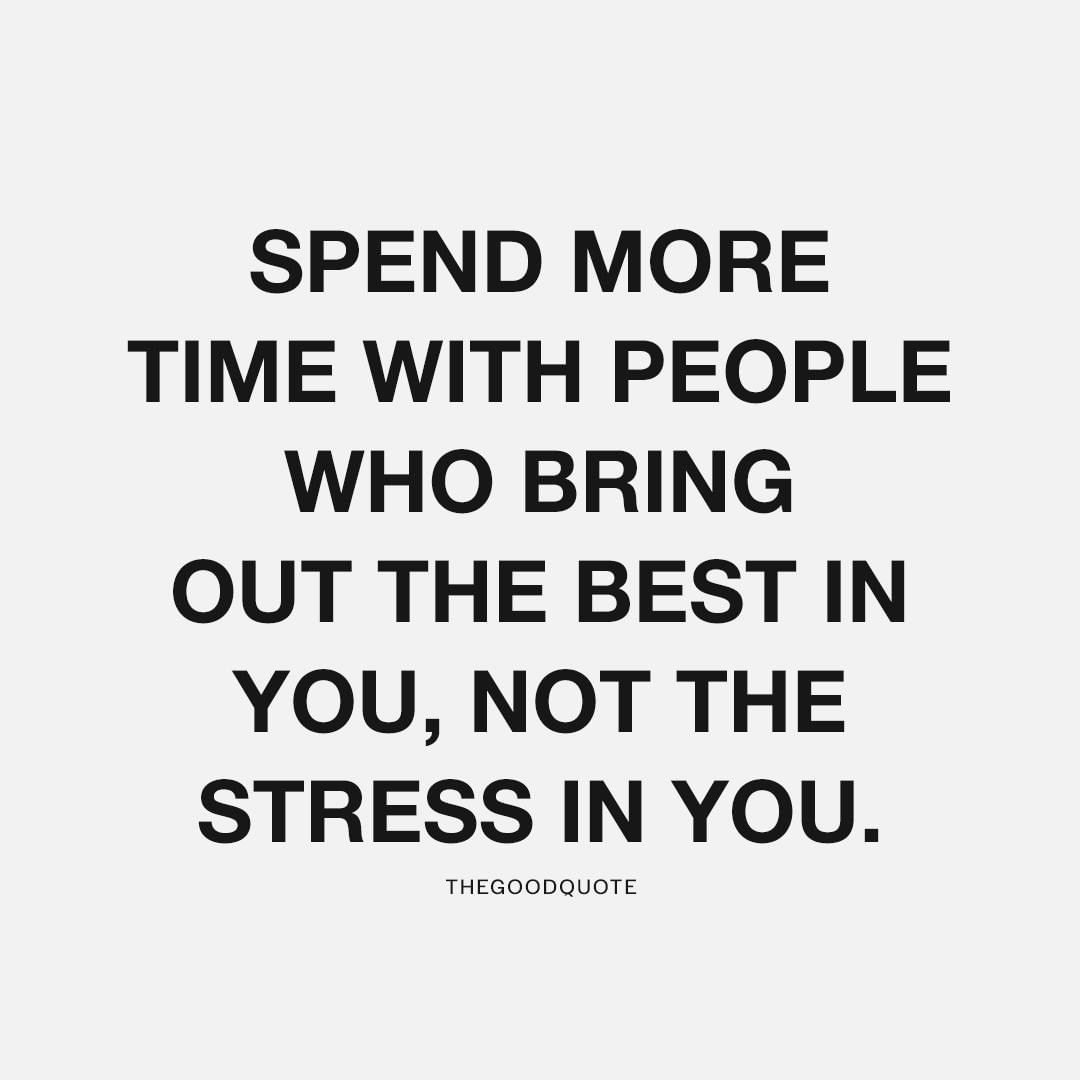 SPEND MORE
TIME WITH PEOPLE
WHO BRING
OUT THE BEST IN
YOU, NOT THE
STRESS IN YOU.
THEGOODQUOTE